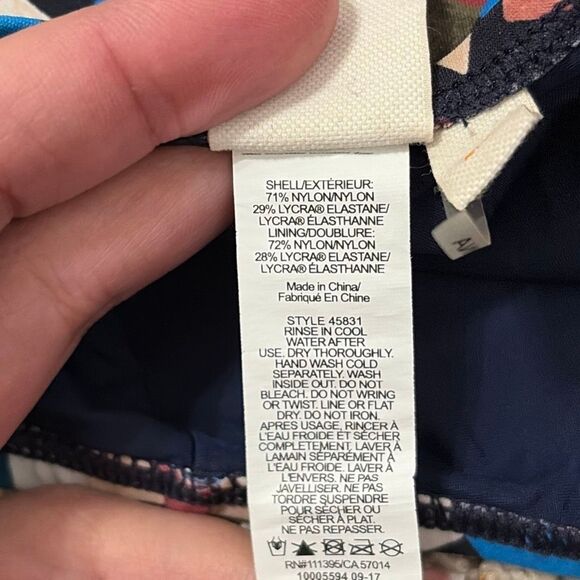 SHELL/EXTÉRIEUR:
71% NYLON/NYLON
29% LYCRA® ELASTANE/
LYCRA® ÉLASTHANNE
LINING/DOUBLURE:
72% NYLON/NYLON
28% LYCRA® ELASTANE/
LYCRA® ÉLASTHANNE
Made in China/
Fabriqué En Chine
STYLE 45831
RINSE IN COOL
WATER AFTER
USE. DRY THOROUGHLY.
HAND WASH COLD
SEPARATELY. WASH
INSIDE OUT. DO NOT
BLEACH. DO NOT WRING
OR TWIST. LINE OR FLAT
DRY. DO NOT IRON.
APRES USAGE, RINCER À
L'EAU FROIDE ET SÉCHER
COMPLETEMENT. LAVER À
LAMAIN SÉPARÉMENT À
L'EAU FROIDE. LAVER À
L'ENVERS. NE PAS
JAVELLISER. NE PAS
TORDRE SUSPENDRE
POUR SÉCHER OU
SÉCHER ALAT. NE PAS
NE PAS REPASSER.
RN#111395/CA 57014
10005594 09-17